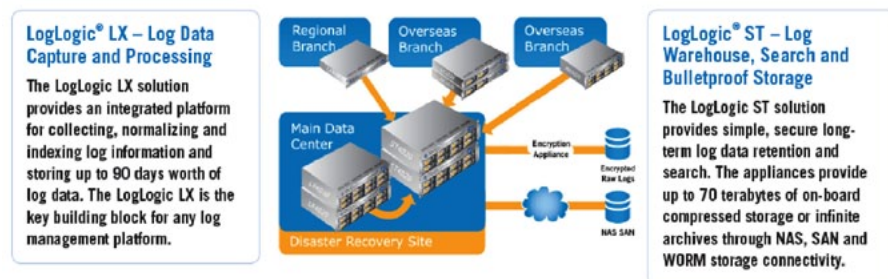 LogLogic® LX – Log Data
Capture and Processing
The LogLogic LX solution
provides an integrated platform
for collecting, normalizing and
indexing log information and
storing up to 90 days worth of
log data. The LogLogic LX is the
key building block for any log
management platform.
Regional
Branch
Overseas
Branch
Overseas
Branch
Main Data
Center
Encryption
Appliance
Encrypted
Raw Logs
NAS SAN
Disaster Recovery Site
LogLogic® ST – Log
Warehouse, Search and
Bulletproof Storage
The LogLogic ST solution
provides simple, secure long-
term log data retention and
search. The appliances provide
up to 70 terabytes of on-board
compressed storage or infinite
archives through NAS, SAN and
WORM storage connectivity.